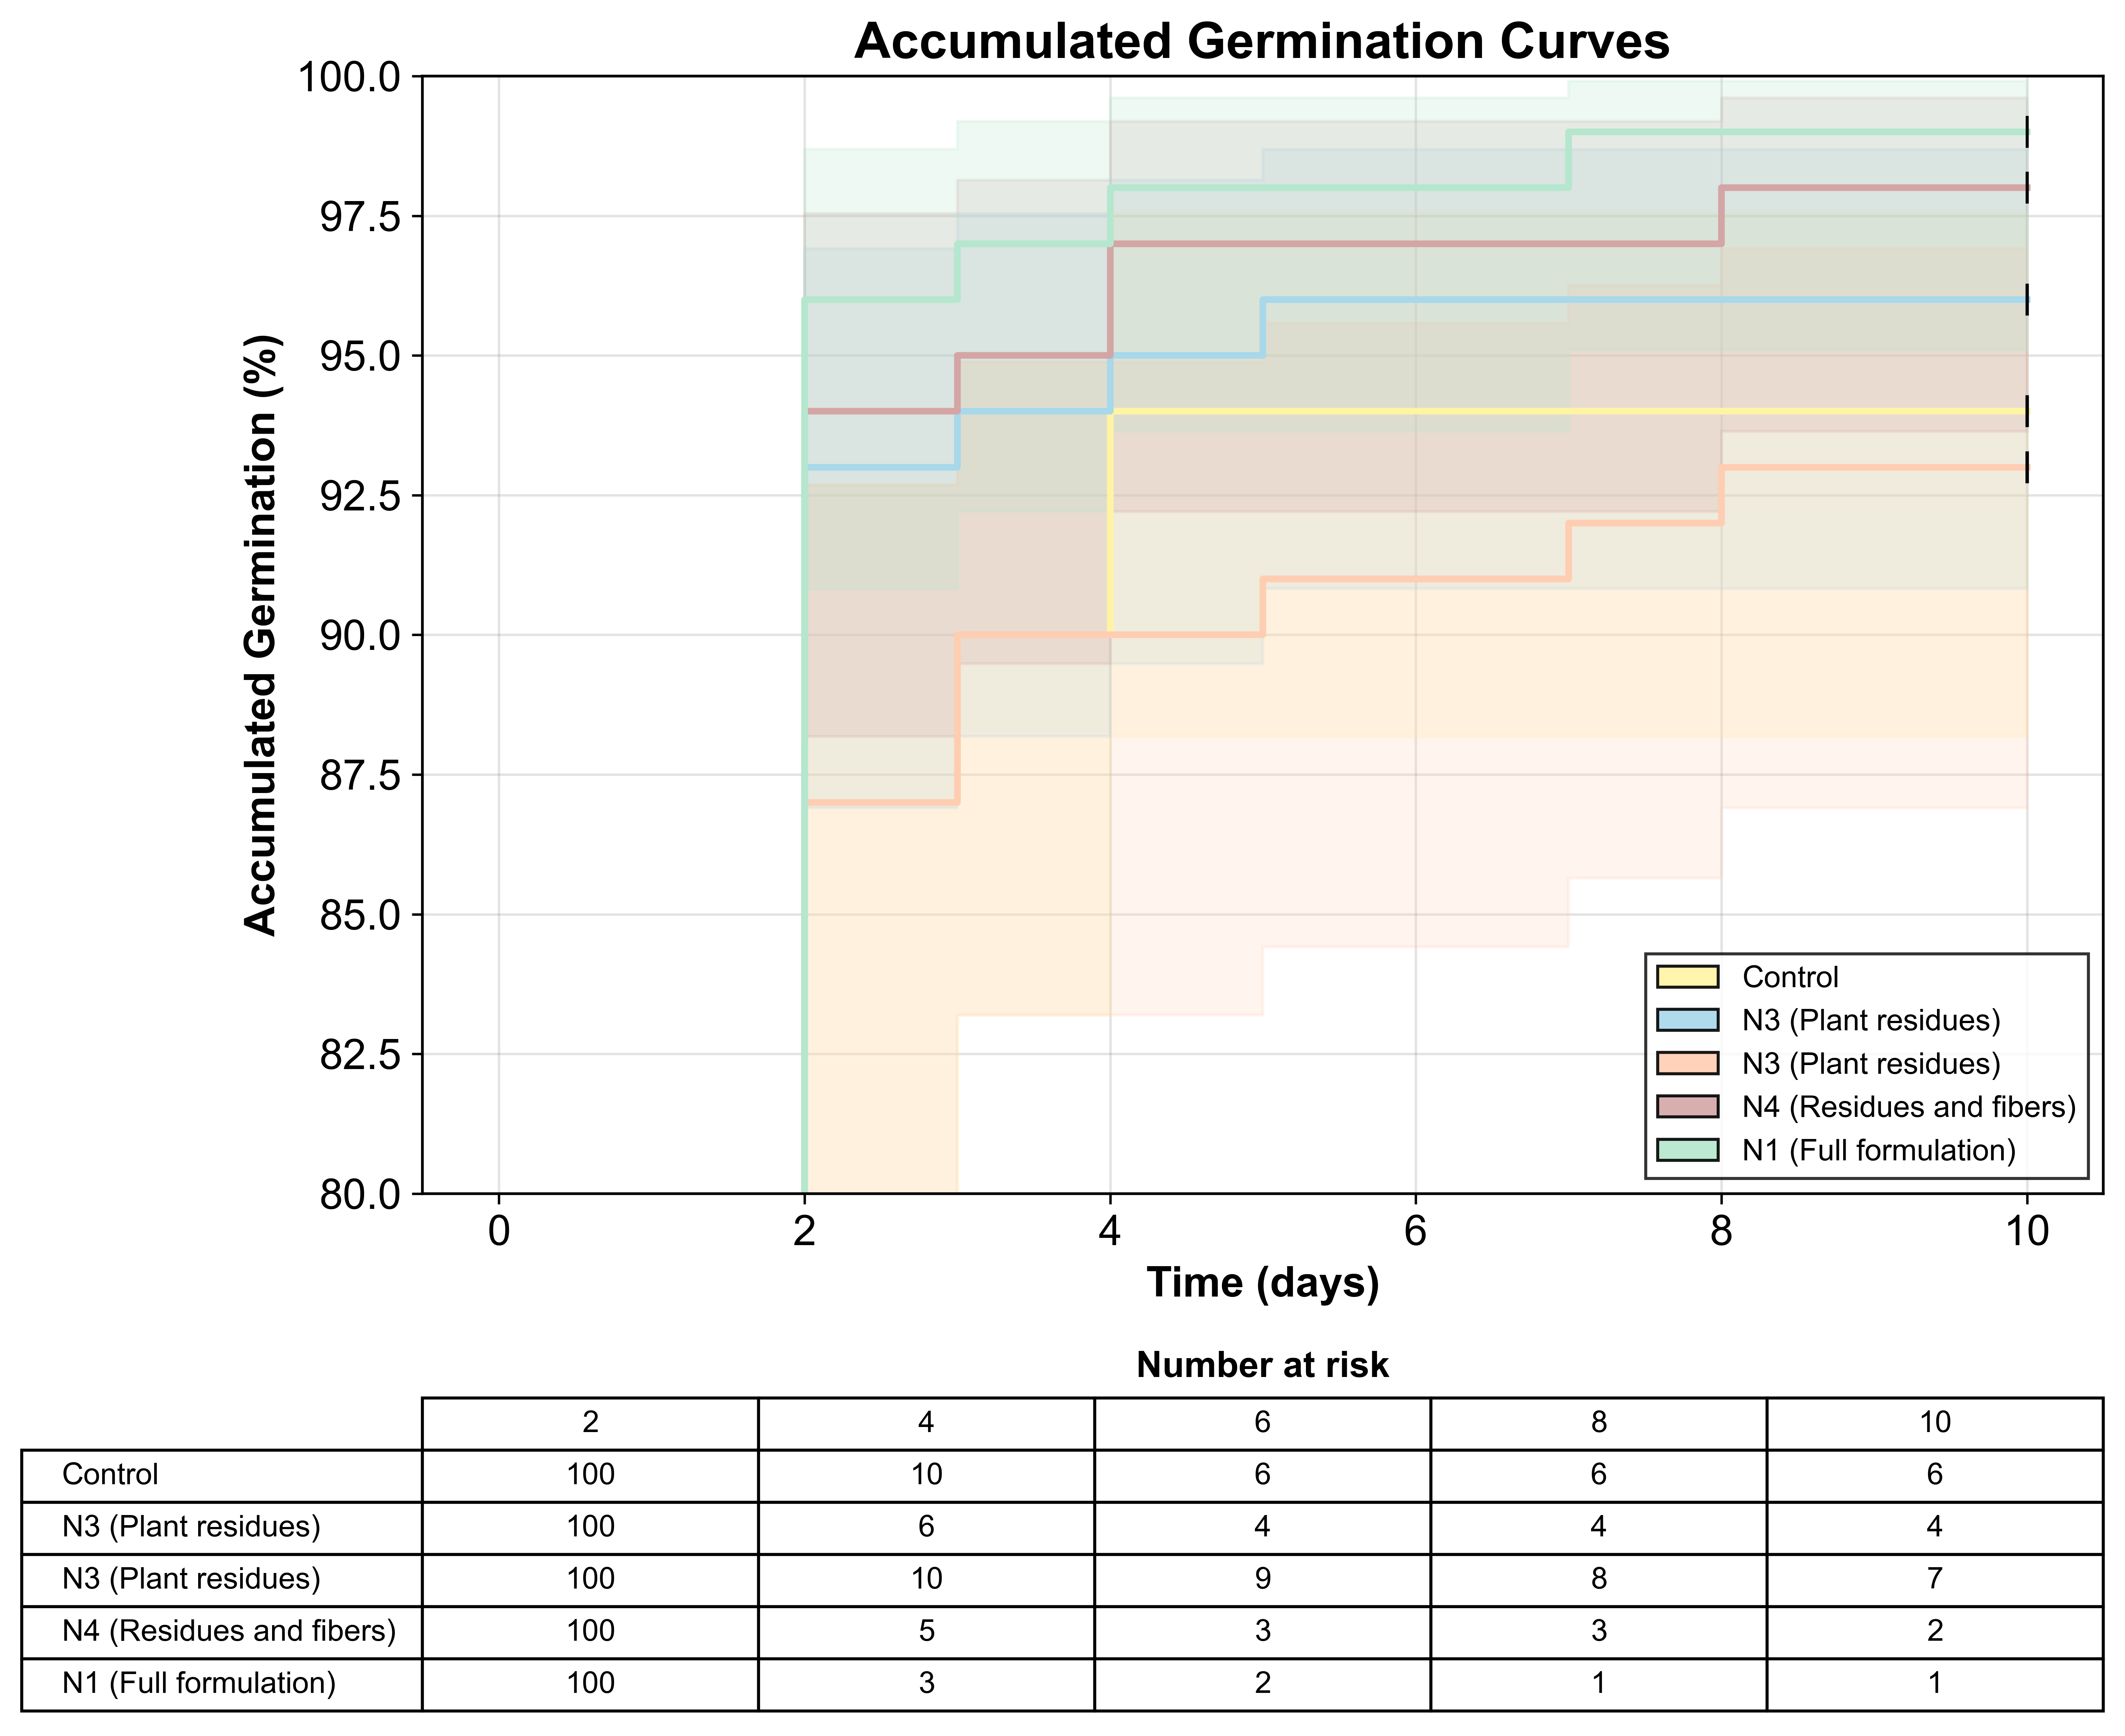 Accumulated Germination Curves
100.0
97.5
95.0
92.5
90.0
87.5
85.0
82.5
80.0
Accumulated Germination (%)
Control
N3 (Plant residues)
N3 (Plant residues)
N4 (Residues and fibers)
N1 (Full formulation)
0 2 4 6 8 10
Time (days)
Number at risk
2 4 6 8 10
Control 100 10 6 6 6
N3 (Plant residues) 100 6 4 4 4
N3 (Plant residues) 100 10 9 8 7
N4 (Residues and fibers) 100 5 3 3 2
N1 (Full formulation) 100 3 2 1 1